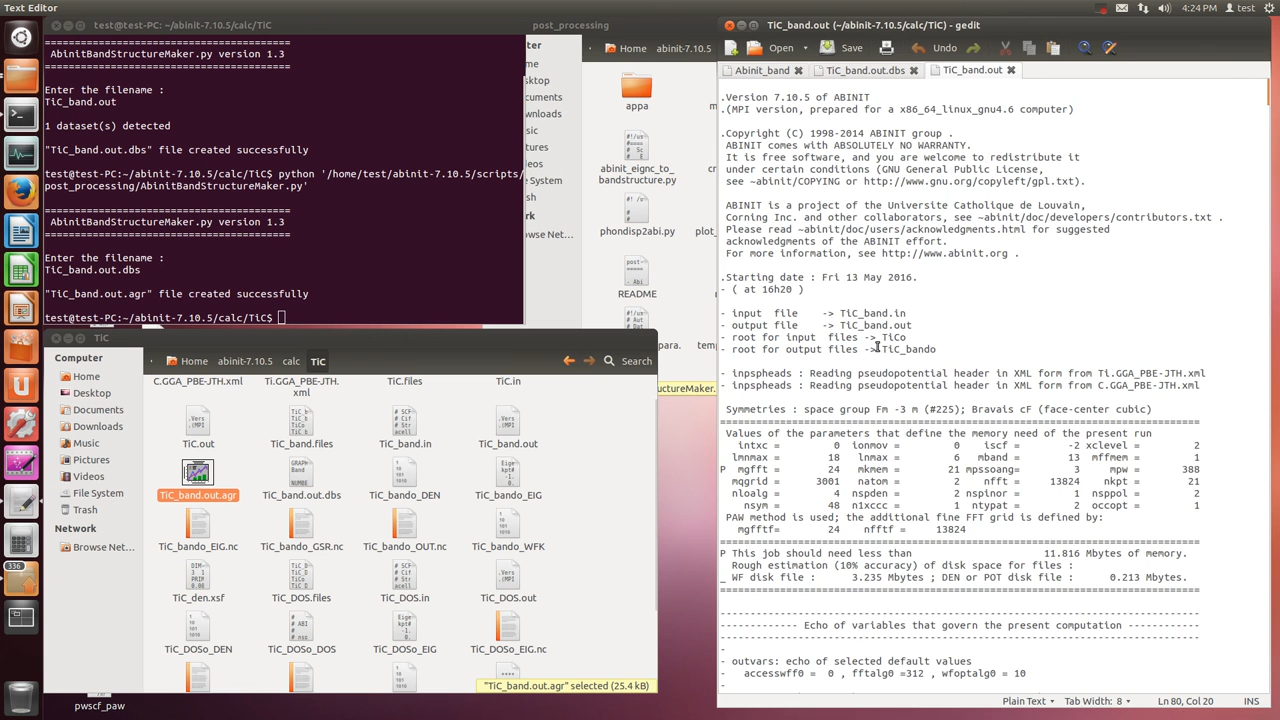 Text Editor
4:24 PM
test
test@test-PC: ~/abinit-7.10.5/calc/TiC
=========================================
AbinitBandStructureMaker.py version 1.3
=========================================
Enter the filename :
TiC_band.out
1 dataset(s) detected
"TiC_band.out.dbs" file created successfully
test@test-PC:~/abinit-7.10.5/calc/TiC$ python '/home/test/abinit-7.10.5/scripts/
post_processing/AbinitBandStructureMaker.py'
=========================================
AbinitBandStructureMaker.py version 1.3
=========================================
Enter the filename :
TiC_band.out.dbs
"TiC_band.out.agr" file created successfully
test@test-PC:~/abinit-7.10.5/calc/TiC$
post_processing
Home
abinit-7.10.5
appa
abinit_eignc_to_
bandstructure.py
phondisp2abi.py
README
TiC
Computer
Home
Desktop
Documents
Downloads
Music
Pictures
Videos
File System
Trash
Network
Browse Net...
Home
abinit-7.10.5
calc
TiC
Search
C.GGA_PBE-JTH.xml
Ti.GGA_PBE-JTH.
xml
TiC.files
TiC.in
TiC.out
TiC_band.files
TiC_band.in
TiC_band.out
TiC_band.out.agr
TiC_band.out.dbs
TiC_bando_DEN
TiC_bando_EIG
TiC_bando_EIG.nc
TiC_bando_GSR.nc
TiC_bando_OUT.nc
TiC_bando_WFK
TiC_den.xsf
TiC_DOS.files
TiC_DOS.in
TiC_DOS.out
TiC_DOSo_DEN
TiC_DOSo_DOS
TiC_DOSo_EIG
TiC_DOSo_EIG.nc
"TiC_band.out.agr" selected (25.4 kB)
336
pwscf_paw
TiC_band.out (~/abinit-7.10.5/calc/TiC) - gedit
Open
Save
Undo
Abinit_band
TiC_band.out.dbs
TiC_band.out
.Version 7.10.5 of ABINIT
.(MPI version, prepared for a x86_64_linux_gnu4.6 computer)
.Copyright (C) 1998-2014 ABINIT group .
ABINIT comes with ABSOLUTELY NO WARRANTY.
It is free software, and you are welcome to redistribute it
under certain conditions (GNU General Public License,
see ~abinit/COPYING or http://www.gnu.org/copyleft/gpl.txt).
ABINIT is a project of the Universite Catholique de Louvain,
Corning Inc. and other collaborators, see ~abinit/doc/developers/contributors.txt .
Please read ~abinit/doc/users/acknowledgments.html for suggested
acknowledgments of the ABINIT effort.
For more information, see http://www.abinit.org .
.Starting date : Fri 13 May 2016.
- ( at 16h20 )
- input  file    -> TiC_band.in
- output file    -> TiC_band.out
- root for input  files -> TiCo
- root for output files -> TiC_bando
- inpspheads : Reading pseudopotential header in XML form from Ti.GGA_PBE-JTH.xml
- inpspheads : Reading pseudopotential header in XML form from C.GGA_PBE-JTH.xml
Symmetries : space group Fm -3 m (#225); Bravais cF (face-center cubic)
================================================================================
Values of the parameters that define the memory need of the present run
intxc = 0 ionmov = 0 iscf = -2 xclevel = 2
lmnmax = 18 lnmax = 6 mband = 13 mffmem = 1
P mgfft = 24 mkmem = 21 mpssoang= 3 mpw = 388
mqgrid = 3001 natom = 2 nfft = 13824 nkpt = 21
nloalg = 4 nspden = 2 nspinor = 1 nsppol = 2
nsym = 48 n1xccc = 1 ntypat = 2 occopt = 1
PAW method is used; the additional fine FFT grid is defined by:
mgfftf= 24 nfftf = 13824
================================================================================
P This job should need less than 11.816 Mbytes of memory.
Rough estimation (10% accuracy) of disk space for files :
_ WF disk file : 3.235 Mbytes ; DEN or POT disk file : 0.213 Mbytes.
================================================================================
--------------------------------------------------------------------------------
------------- Echo of variables that govern the present computation ------------
--------------------------------------------------------------------------------
-
- outvars: echo of selected default values
- accesswff0 = 0 , fftalg0 =312 , wfoptalg0 = 10
-
Plain Text
Tab Width: 8
Ln 80, Col 20
INS